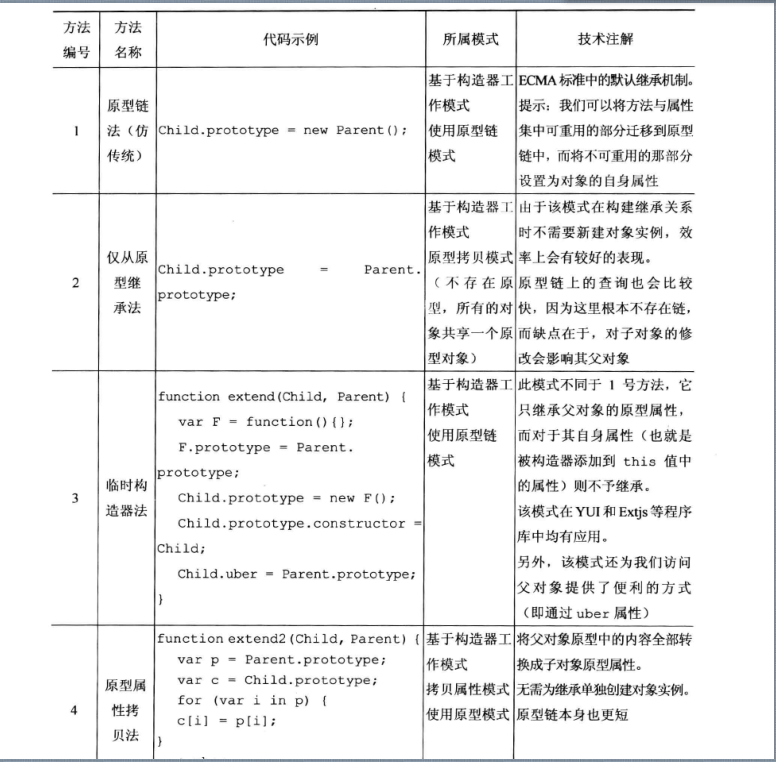 方法
编号
方法
名称
代码示例
所属模式
技术注解
1
原型链
法（仿
传统）
Child.prototype = new Parent();
基于构造器工
作模式
使用原型链
模式
ECMA 标准中的默认继承机制。
提示：我们可以将方法与属性
集中可重用的部分迁移到原型
链中，而将不可重用的那部分
设置为对象的自身属性
2
仅从原
型继
承法
Child.prototype = Parent.
prototype;
基于构造器工
作模式
原型拷贝模式
（不存在原
型，所有的对
象共享一个原
型对象）
由于该模式在构建继承关系
时不需要新建对象实例，效
率上会有较好的表现。
原型链上的查询也会比较
快，因为这里根本不存在链，
而缺点在于，对子对象的修
改会影响其父对象
3
临时构
造器法
function extend(Child, Parent) {
var F = function(){};
F.prototype = Parent.
prototype;
Child.prototype = new F();
Child.prototype.constructor =
Child;
Child.uber = Parent.prototype;
}
基于构造器工
作模式
使用原型链
模式
此模式不同于 1 号方法，它
只继承父对象的原型属性，
而对于其自身属性（也就是
被构造器添加到 this 值中
的属性）则不予继承。
该模式在 YUI 和 Extjs 等程序
库中均有应用。
另外，该模式还为我们访问
父对象提供了便利的方式
（即通过 uber 属性）
4
原型属
性拷
贝法
function extend2(Child, Parent) {
var p = Parent.prototype;
var c = Child.prototype;
for (var i in p) {
c[i] = p[i];
}
基于构造器工
作模式
拷贝属性模式
使用原型模式
将父对象原型中的内容全部转
换成子对象原型属性。
无需为继承单独创建对象实例。
原型链本身也更短